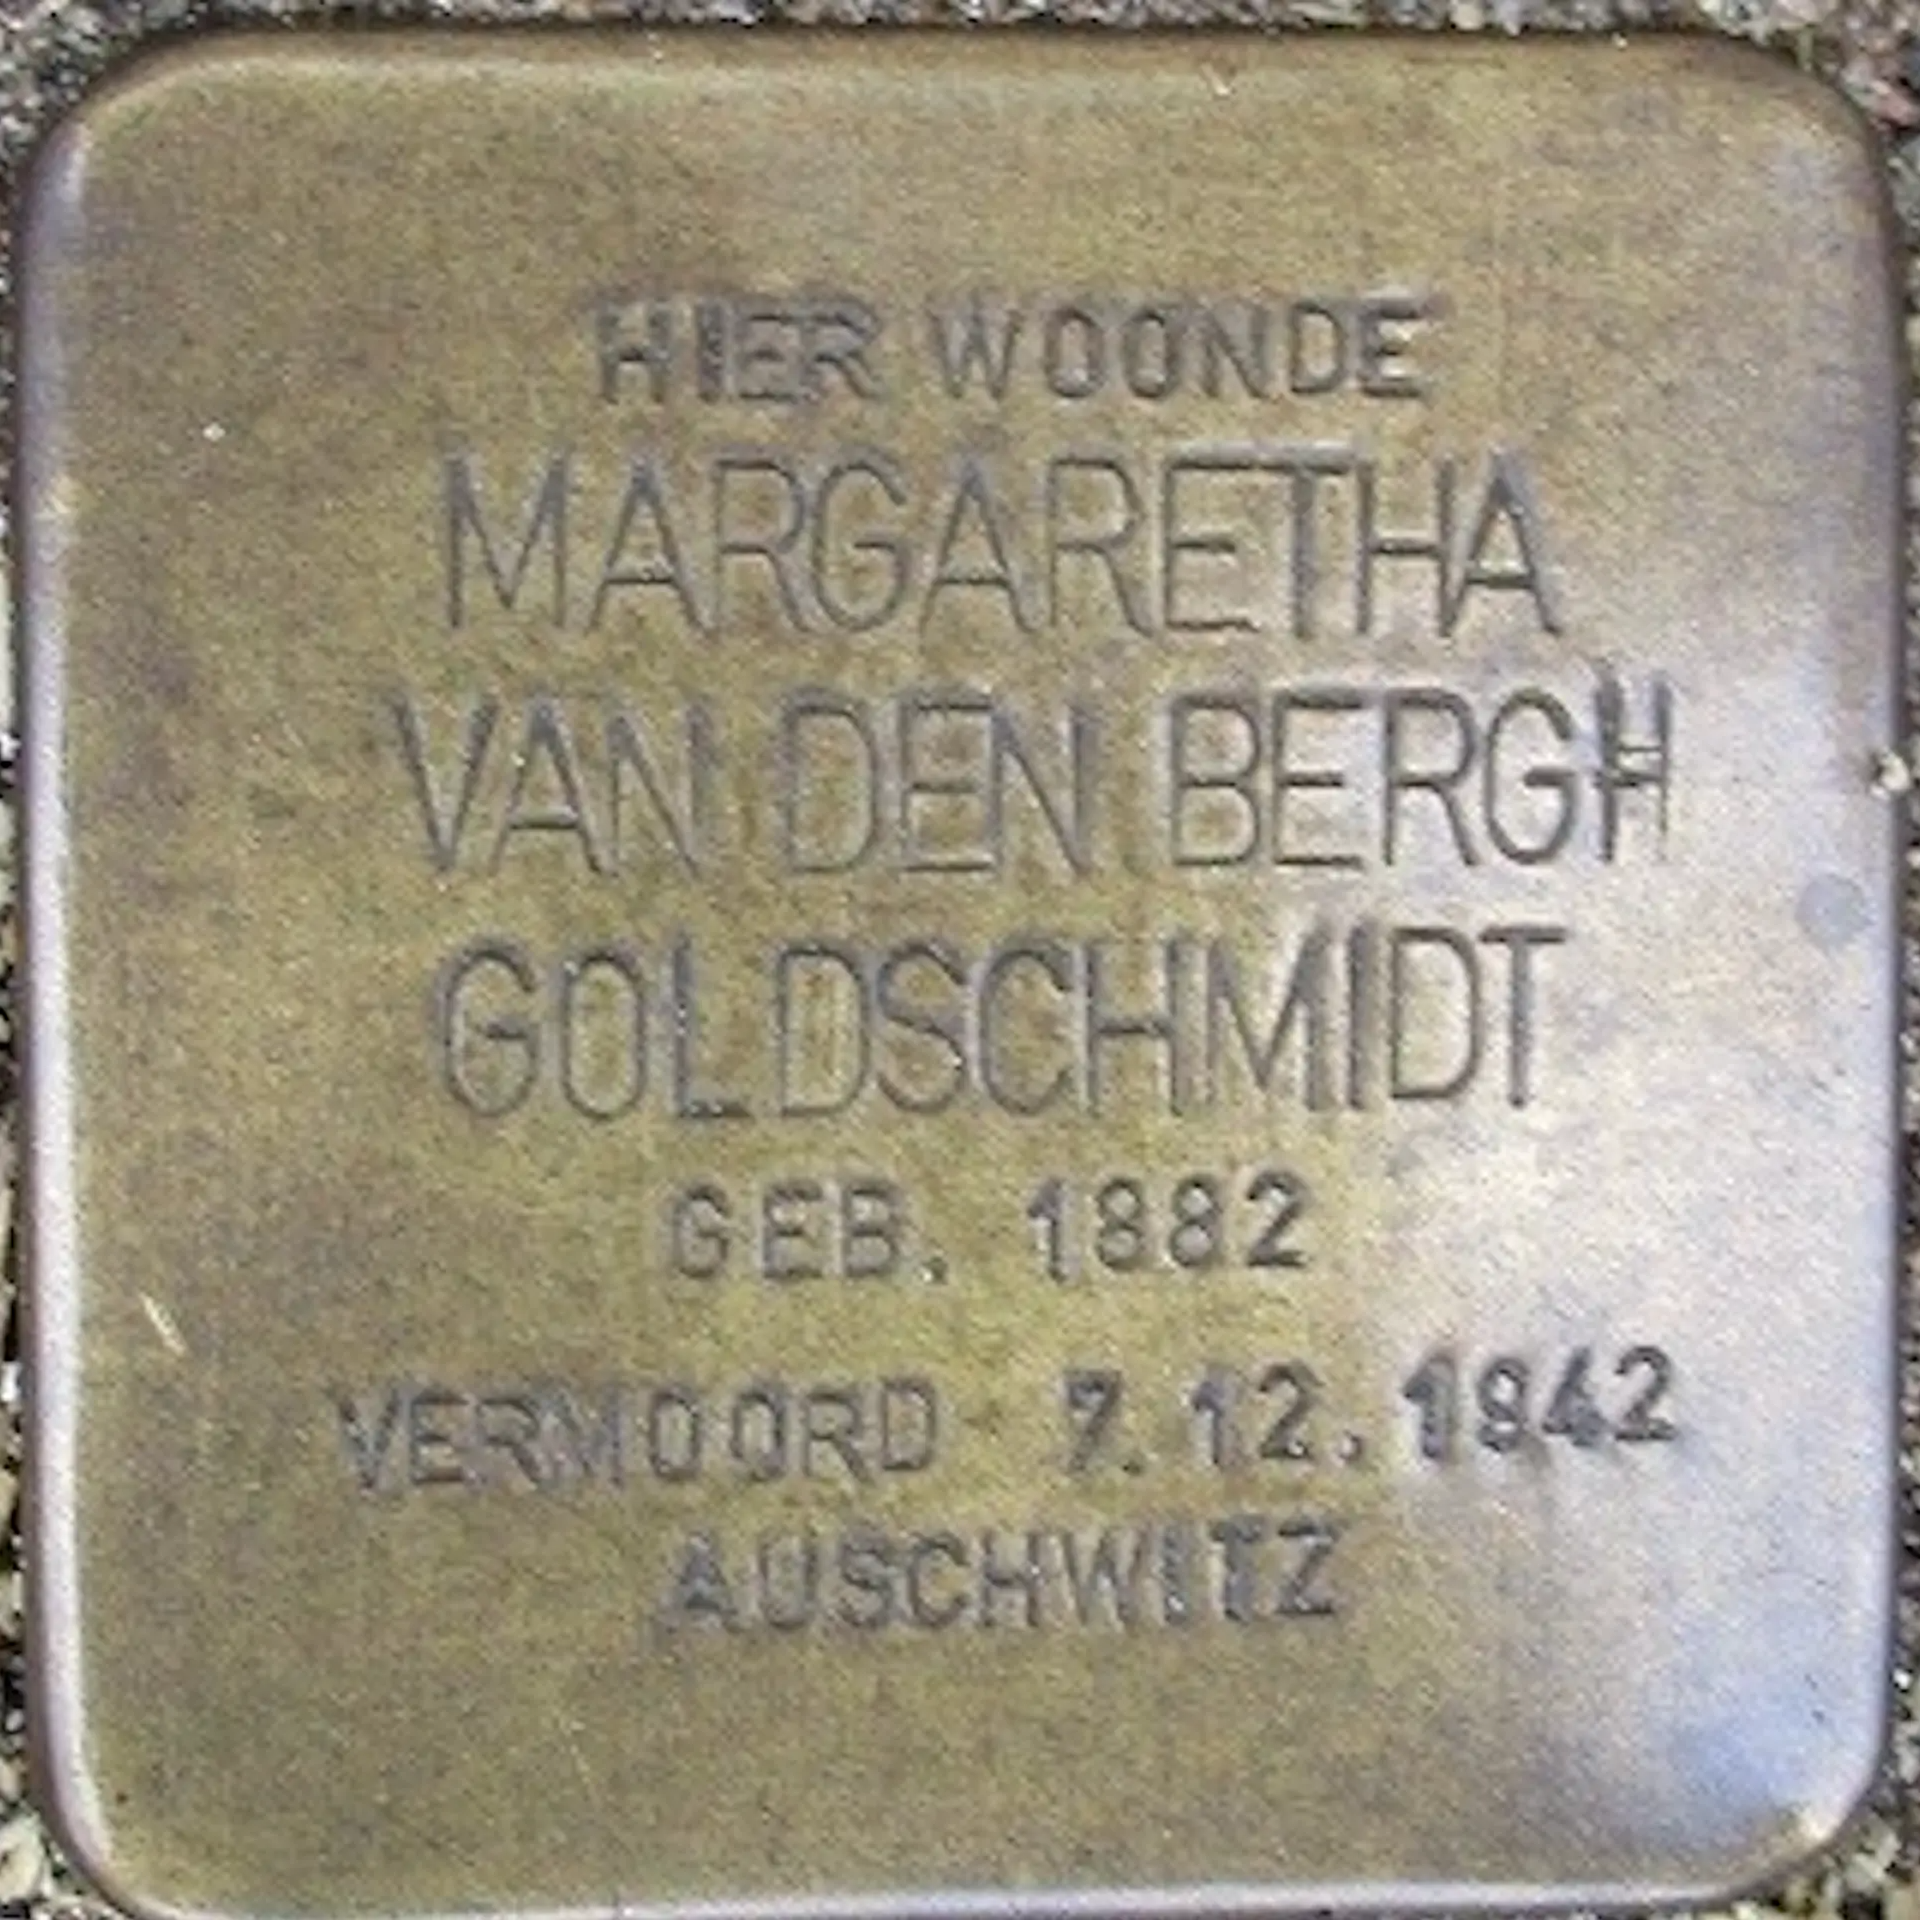 HIER WOONDE
MARGARETHA
VAN DEN BERGH
GOLDSCHMIDT
GEB. 1882
VERMOORD 7.12.1942
AUSCHWITZ